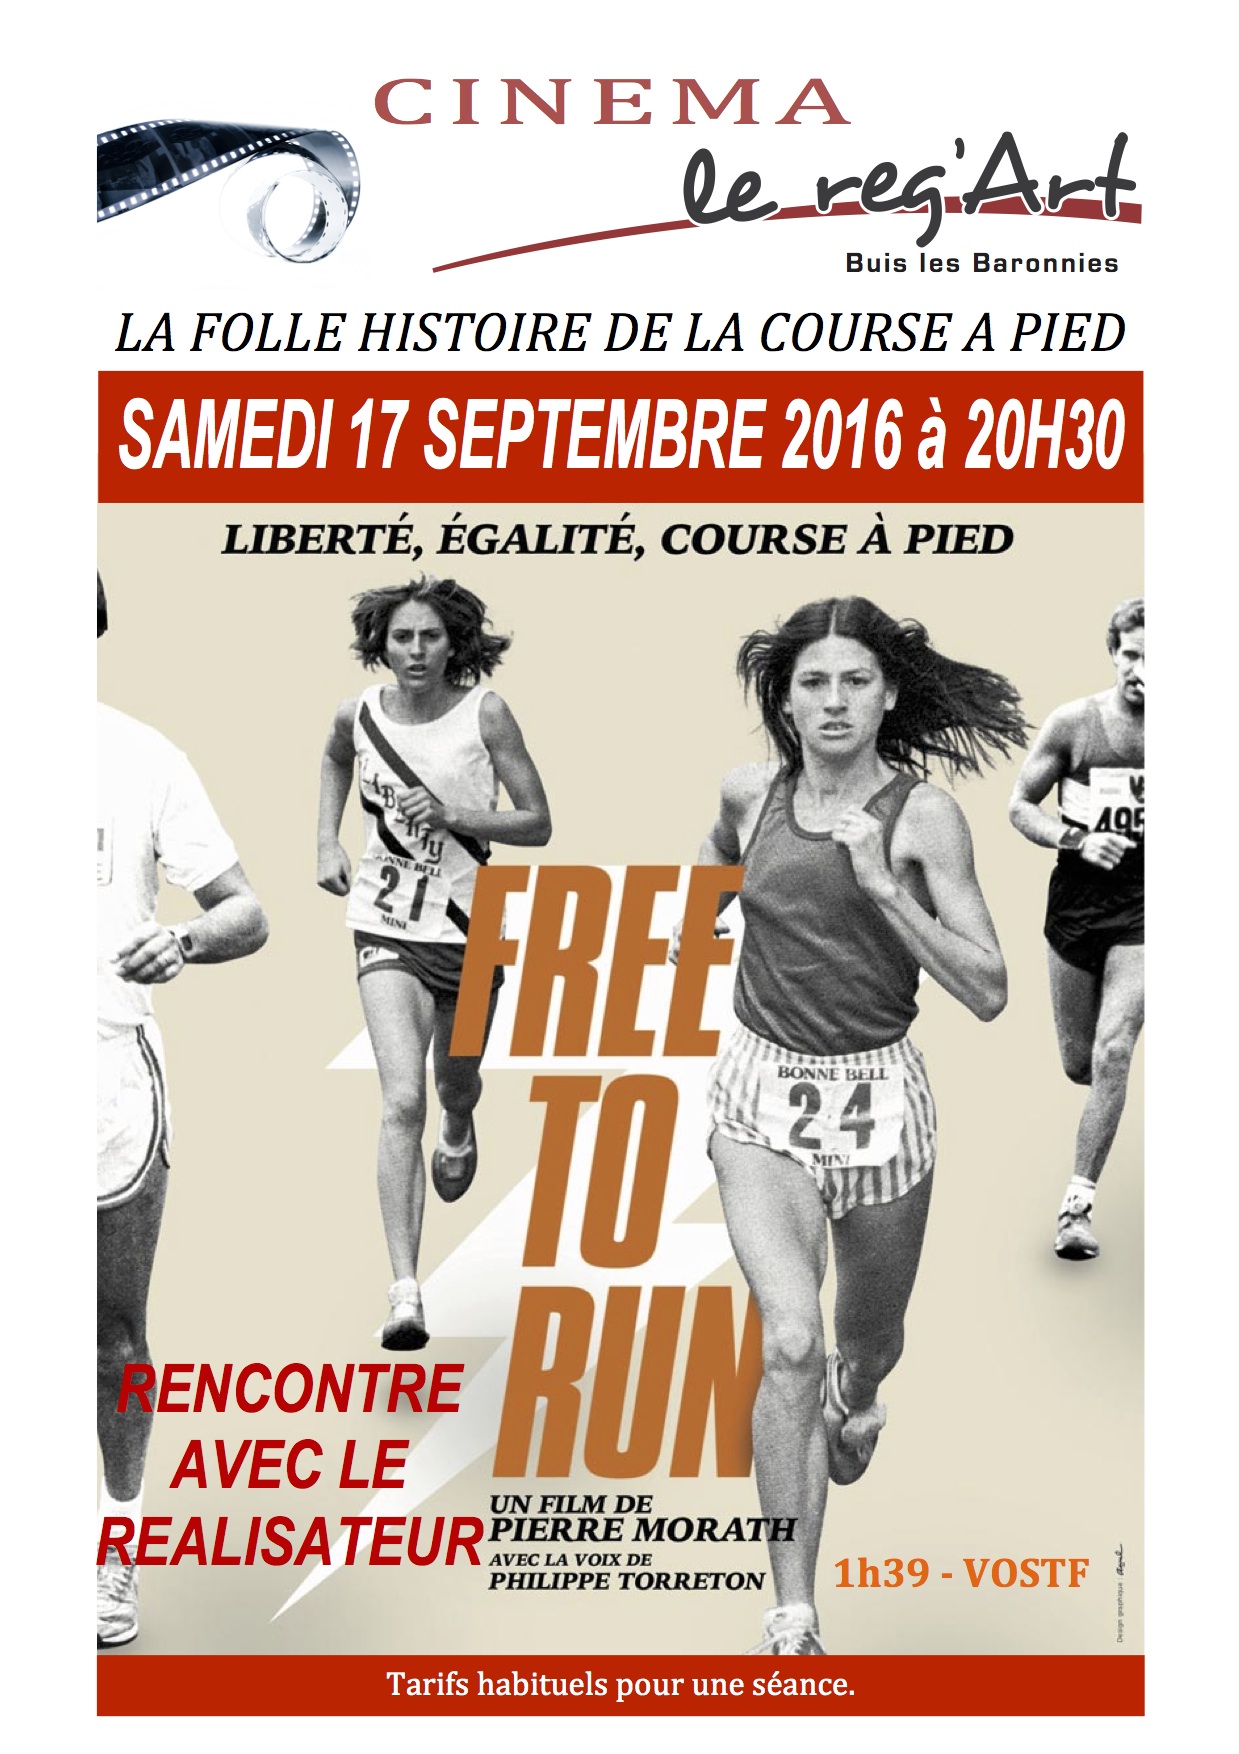 CINEMA
le reg'Art
Buis les Baronnies
LA FOLLE HISTOIRE DE LA COURSE A PIED
SAMEDI 17 SEPTEMBRE 2016 à 20H30
LIBERTÉ, ÉGALITÉ, COURSE À PIED
495
BONNE BELL
21
MINI
FREE
TO
RUN
BONNE BELL
24
MINI
RENCONTRE
AVEC LE
REALISATEUR
UN FILM DE
PIERRE MORATH
AVEC LA VOIX DE
PHILIPPE TORRETON
1h39 - VOSTF
Design graphique :
Tarifs habituels pour une séance.